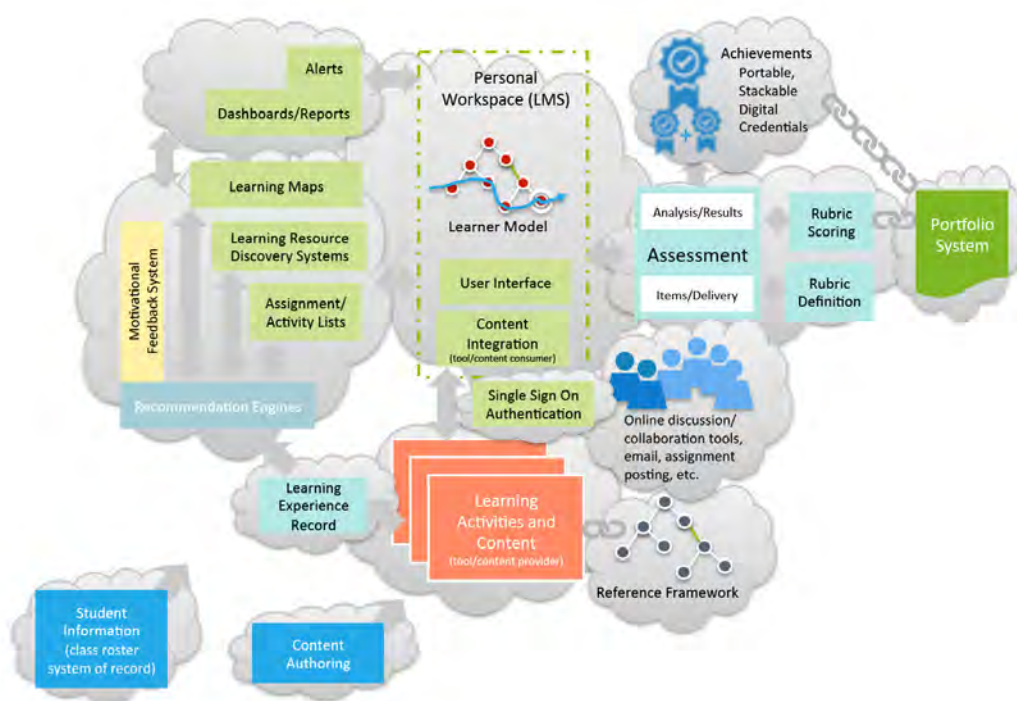 Alerts
Dashboards/Reports
Personal
Workspace (LMS)
Learner Model
User Interface
Content
Integration
(tool/content consumer)
Single Sign On
Authentication
Achievements
Portable,
Stackable
Digital
Credentials
+
Learning Maps
Learning Resource
Discovery Systems
Assignment/
Activity Lists
Motivational
Feedback System
Recommendation Engines
Analysis/Results
Assessment
Items/Delivery
Rubric
Scoring
Rubric
Definition
Portfolio
System
Online discussion/
collaboration tools,
email, assignment
posting, etc.
Learning
Experience
Record
Learning
Activities and
Content
(tool/content provider)
Reference Framework
Student
Information
(class roster
system of record)
Content
Authoring